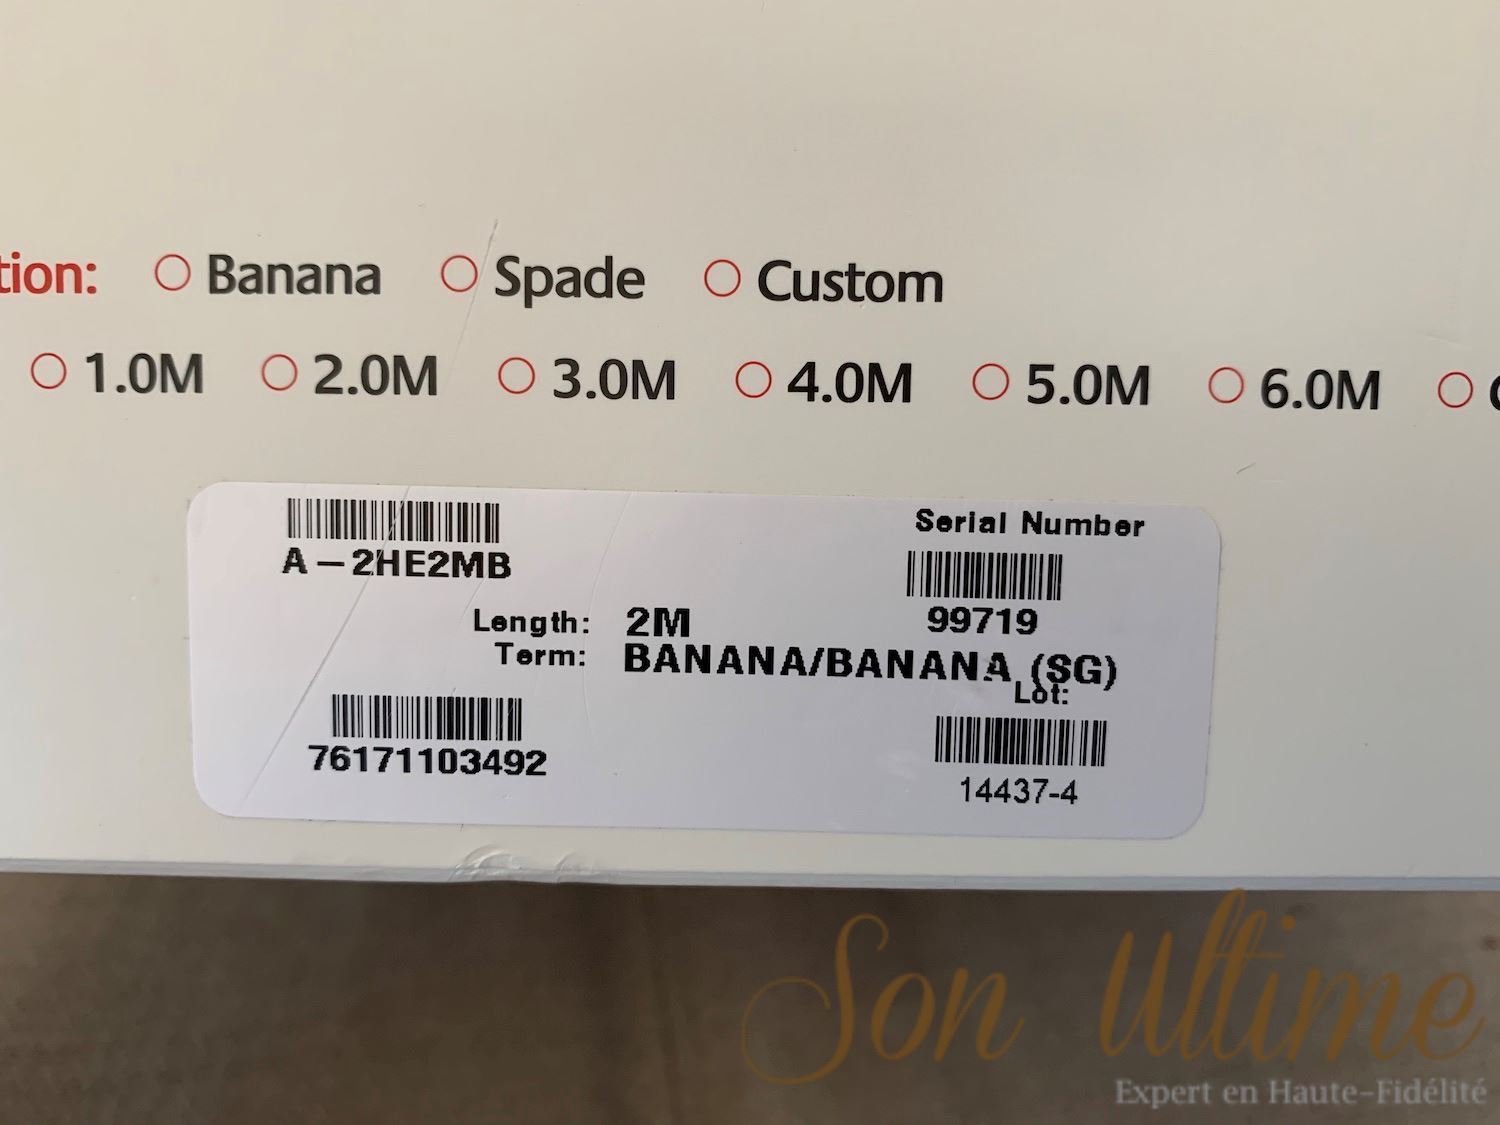 tion: Banana Spade Custom
1.0M 2.0M 3.0M 4.0M 5.0M 6.0M
A-2HE2MB
Serial Number
99719
Length: 2M
Term: BANANA/BANANA (SG)
Lot:
76171103492
14437-4
Son Ultime
Expert en Haute-Fidélité